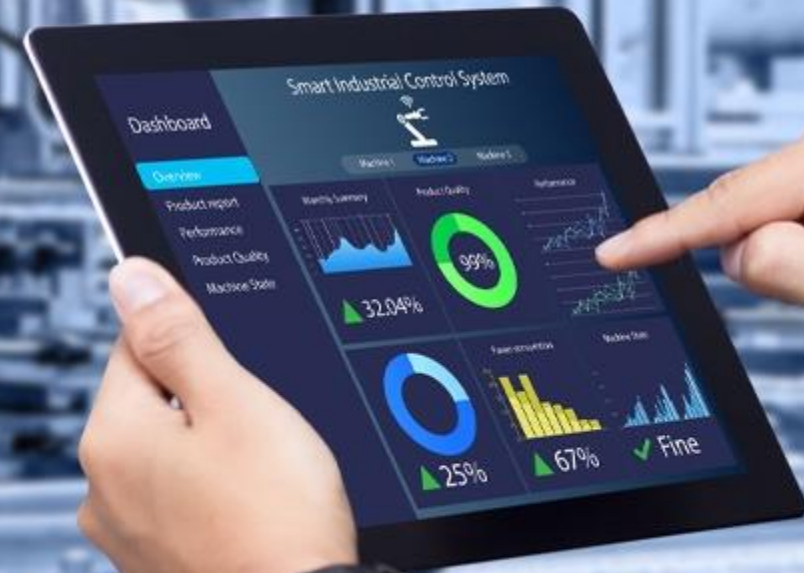 Smart Industrial Control System
Dashboard
Machine 1 Machine 2 Machine 3
Overview
Product report
Performance
Product Quality
Machine State
Monthly Summary
Product Quality
Performance
32.04%
99%
Power consumption
Machine State
25%
67%
Fine